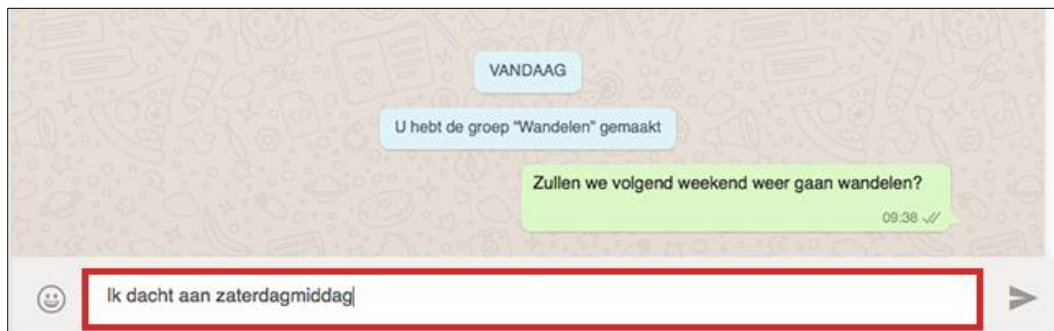 VANDAAG
U hebt de groep "Wandelen" gemaakt
Zullen we volgend weekend weer gaan wandelen?
09:38
Ik dacht aan zaterdagmiddag